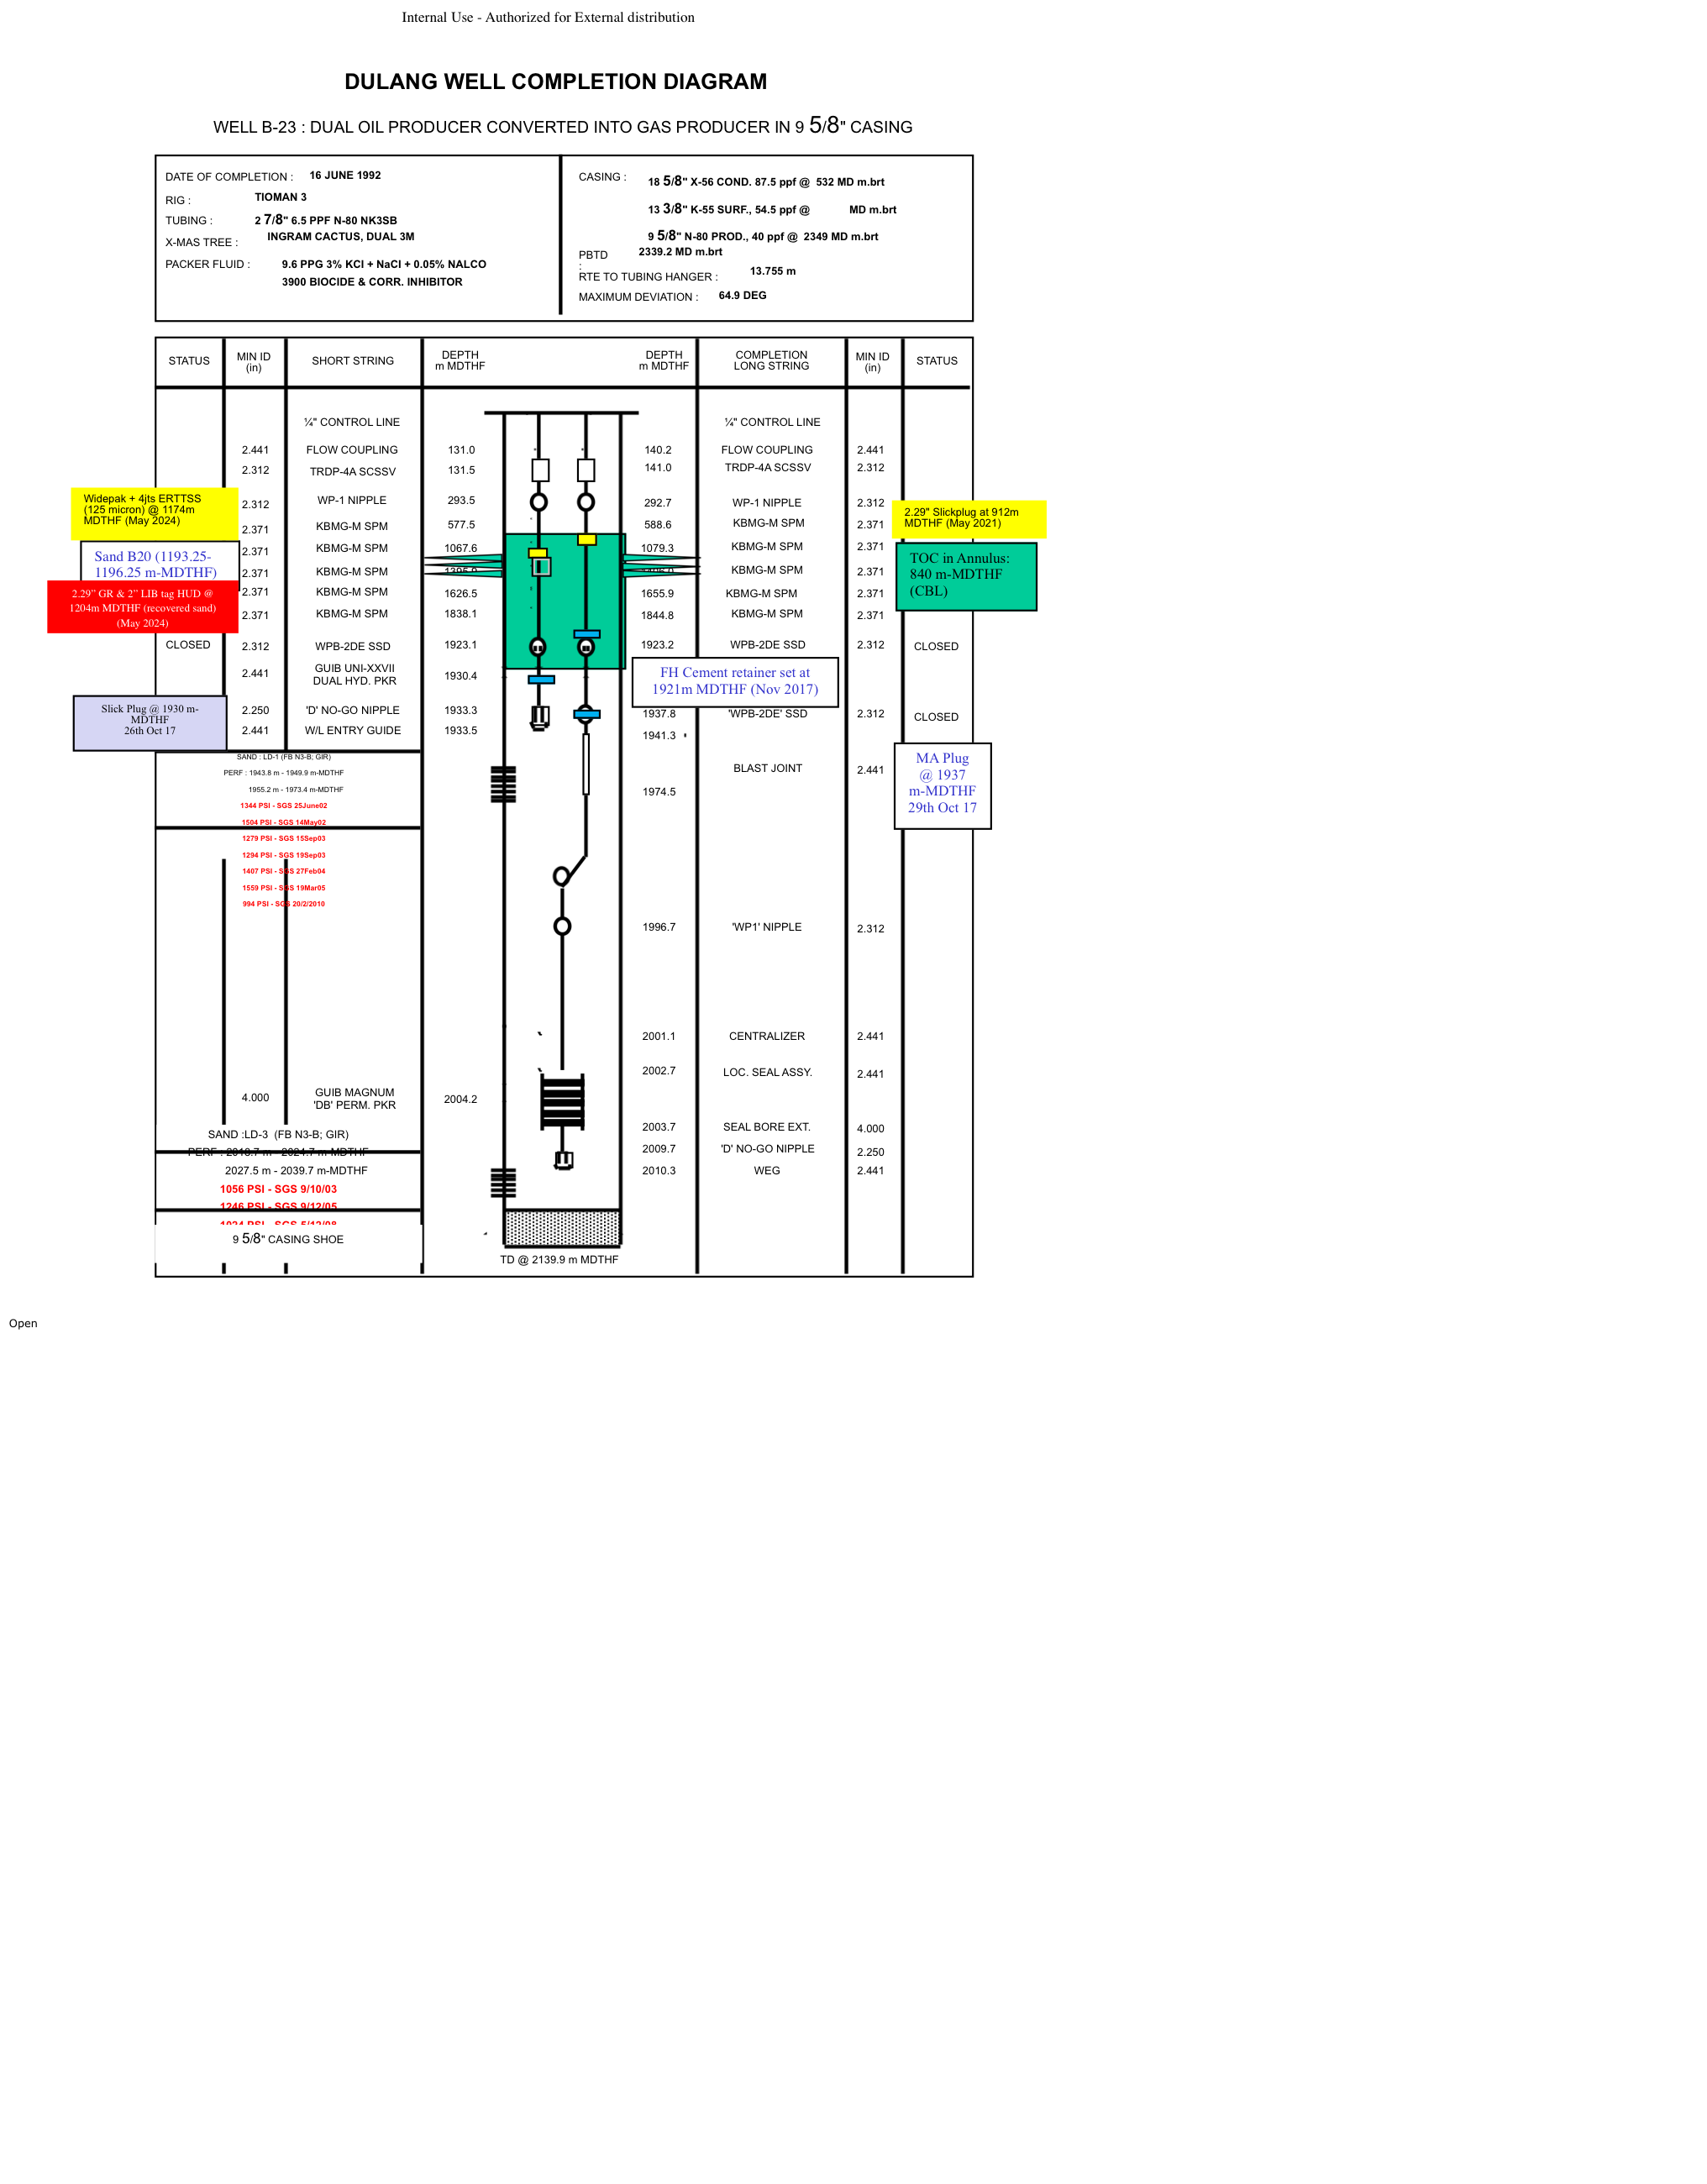 Internal Use - Authorized for External distribution
DULANG WELL COMPLETION DIAGRAM
WELL B-23 : DUAL OIL PRODUCER CONVERTED INTO GAS PRODUCER IN 9 5/8" CASING
DATE OF COMPLETION : 16 JUNE 1992
RIG : TIOMAN 3
TUBING : 2 7/8" 6.5 PPF N-80 NK3SB
X-MAS TREE : INGRAM CACTUS, DUAL 3M
PACKER FLUID : 9.6 PPG 3% KCl + NaCl + 0.05% NALCO
3900 BIOCIDE & CORR. INHIBITOR
CASING : 18 5/8" X-56 COND. 87.5 ppf @ 532 MD m.brt
13 3/8" K-55 SURF., 54.5 ppf @ MD m.brt
9 5/8" N-80 PROD., 40 ppf @ 2349 MD m.brt
PBTD : 2339.2 MD m.brt
RTE TO TUBING HANGER : 13.755 m
MAXIMUM DEVIATION : 64.9 DEG
STATUS MIN ID (in) SHORT STRING DEPTH m MDTHF DEPTH m MDTHF COMPLETION LONG STRING MIN ID (in) STATUS
¼" CONTROL LINE ¼" CONTROL LINE
2.441 FLOW COUPLING 131.0 140.2 FLOW COUPLING 2.441
2.312 TRDP-4A SCSSV 131.5 141.0 TRDP-4A SCSSV 2.312
Widepak + 4jts ERTTSS
(125 micron) @ 1174m
MDTHF (May 2024)
2.312 WP-1 NIPPLE 293.5 292.7 WP-1 NIPPLE 2.312
2.29" Slickplug at 912m
MDTHF (May 2021)
2.371 KBMG-M SPM 577.5 588.6 KBMG-M SPM 2.371
Sand B20 (1193.25-
1196.25 m-MDTHF)
2.371 KBMG-M SPM 1067.6 1079.3 KBMG-M SPM 2.371
TOC in Annulus:
840 m-MDTHF
(CBL)
2.371 KBMG-M SPM KBMG-M SPM 2.371
2.29” GR & 2” LIB tag HUD @
1204m MDTHF (recovered sand)
(May 2024)
2.371 KBMG-M SPM 1626.5 1655.9 KBMG-M SPM 2.371
2.371 KBMG-M SPM 1838.1 1844.8 KBMG-M SPM 2.371
CLOSED 2.312 WPB-2DE SSD 1923.1 1923.2 WPB-2DE SSD 2.312 CLOSED
2.441 GUIB UNI-XXVII
DUAL HYD. PKR 1930.4
FH Cement retainer set at
1921m MDTHF (Nov 2017)
Slick Plug @ 1930 m-
MDTHF
26th Oct 17
2.250 'D' NO-GO NIPPLE 1933.3 1937.8 'WPB-2DE' SSD 2.312 CLOSED
2.441 W/L ENTRY GUIDE 1933.5 1941.3
SAND : LD-1 (FB N3-B; GIR)
PERF : 1943.8 m - 1949.9 m-MDTHF
1955.2 m - 1973.4 m-MDTHF
1344 PSI - SGS 25June02
1504 PSI - SGS 14May02
1279 PSI - SGS 15Sep03
1294 PSI - SGS 19Sep03
1407 PSI - SGS 27Feb04
1559 PSI - SGS 19Mar05
994 PSI - SGS 20/2/2010
BLAST JOINT 2.441
1974.5
MA Plug
@ 1937
m-MDTHF
29th Oct 17
1996.7 'WP1' NIPPLE 2.312
2001.1 CENTRALIZER 2.441
2002.7 LOC. SEAL ASSY. 2.441
4.000 GUIB MAGNUM
'DB' PERM. PKR 2004.2
2003.7 SEAL BORE EXT. 4.000
2009.7 'D' NO-GO NIPPLE 2.250
2010.3 WEG 2.441
SAND :LD-3 (FB N3-B; GIR)
PERF : m - m-MDTHF
2027.5 m - 2039.7 m-MDTHF
1056 PSI - SGS 9/10/03
1246 PSI - SGS 9/12/05
9 5/8" CASING SHOE
TD @ 2139.9 m MDTHF
Open